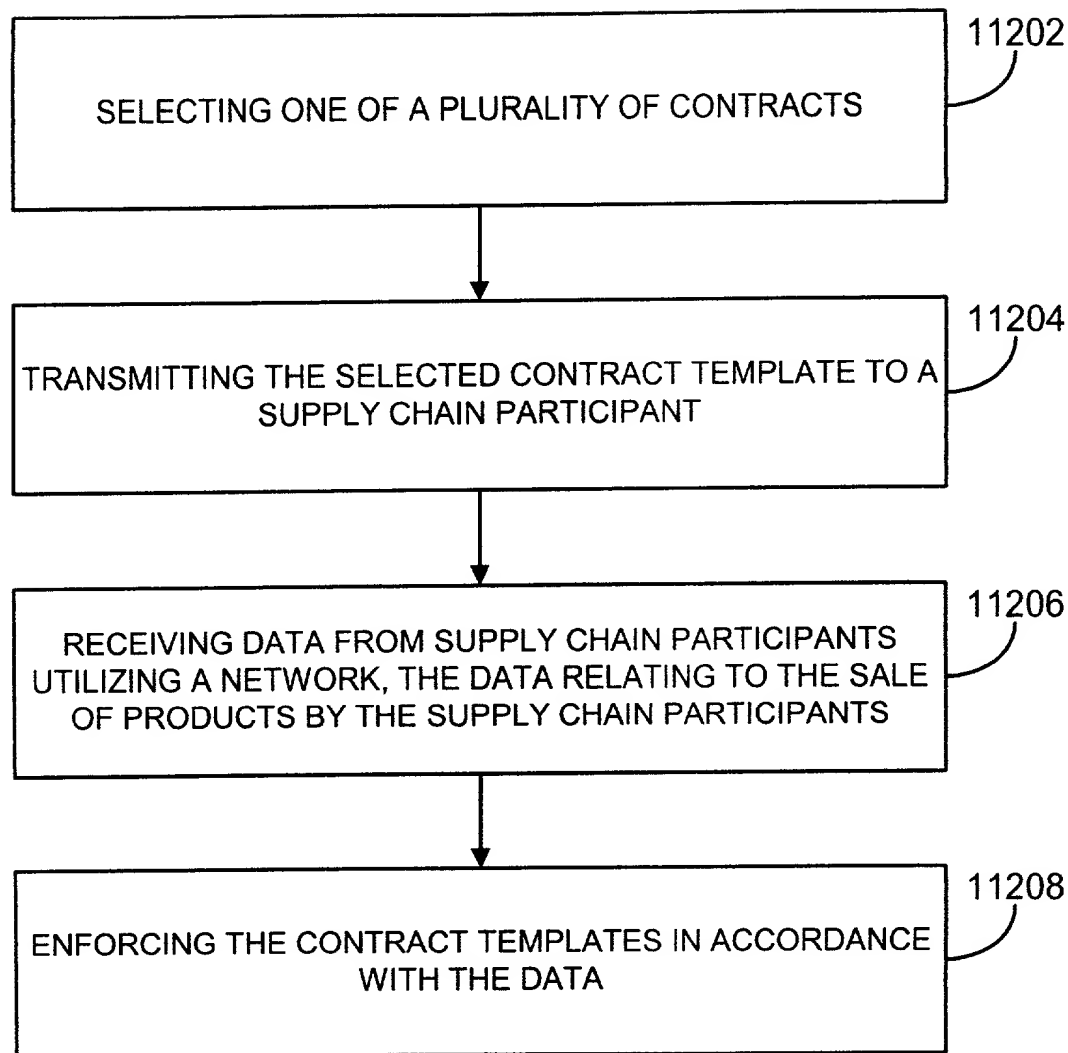 11202
SELECTING ONE OF A PLURALITY OF CONTRACTS
11204
TRANSMITTING THE SELECTED CONTRACT TEMPLATE TO A
SUPPLY CHAIN PARTICIPANT
11206
RECEIVING DATA FROM SUPPLY CHAIN PARTICIPANTS
UTILIZING A NETWORK, THE DATA RELATING TO THE SALE
OF PRODUCTS BY THE SUPPLY CHAIN PARTICIPANTS
11208
ENFORCING THE CONTRACT TEMPLATES IN ACCORDANCE
WITH THE DATA